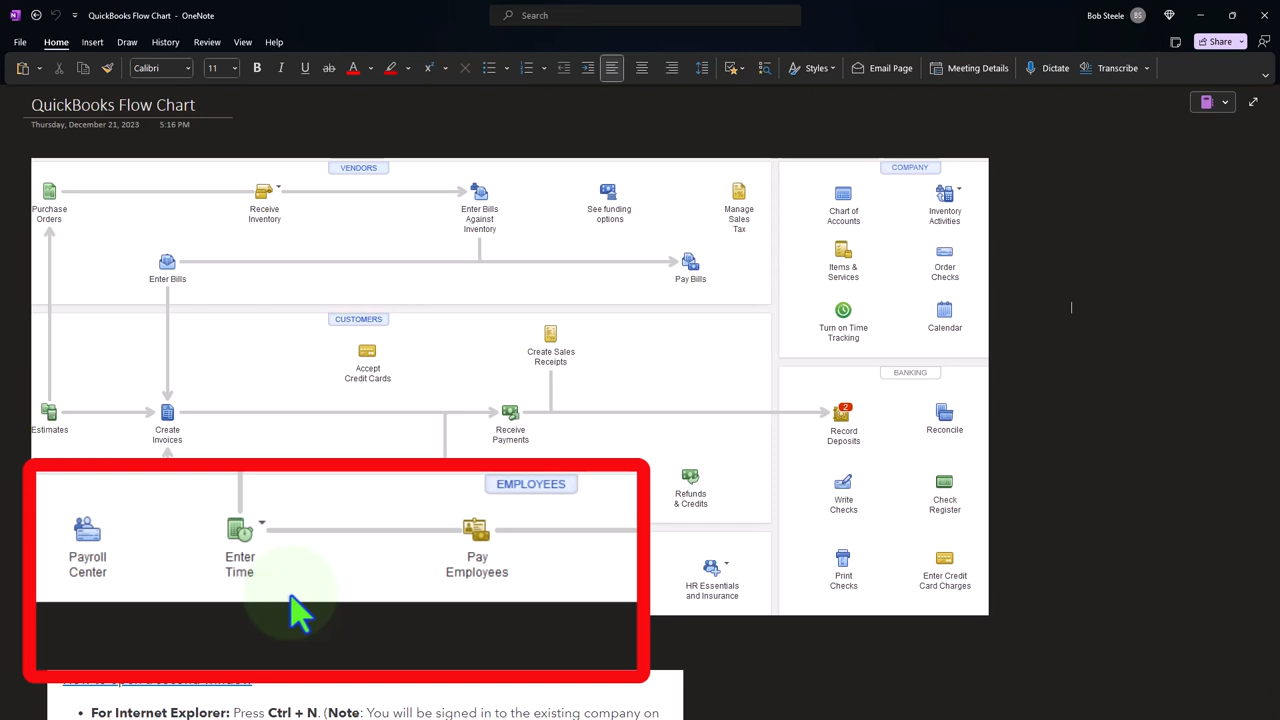 QuickBooks Flow Chart - OneNote
Search
Bob Steele
BS
File Home Insert Draw History Review View Help
Share
Calibri 11 B I U ab A Styles Email Page Meeting Details Dictate Transcribe
QuickBooks Flow Chart
Thursday, December 21, 2023 5:16 PM
VENDORS
Purchase
Orders
Receive
Inventory
Enter Bills
Against
Inventory
See funding
options
Manage
Sales
Tax
Enter Bills
Pay Bills
COMPANY
Chart of
Accounts
Inventory
Activities
Items &
Services
Order
Checks
Turn on Time
Tracking
Calendar
CUSTOMERS
Accept
Credit Cards
Create Sales
Receipts
Estimates
Create
Invoices
Receive
Payments
Refunds
& Credits
BANKING
2
Record
Deposits
Reconcile
Write
Checks
Check
Register
Print
Checks
Enter Credit
Card Charges
EMPLOYEES
Payroll
Center
Enter
Time
Pay
Employees
HR Essentials
and Insurance
• For Internet Explorer: Press Ctrl + N. (Note: You will be signed in to the existing company on